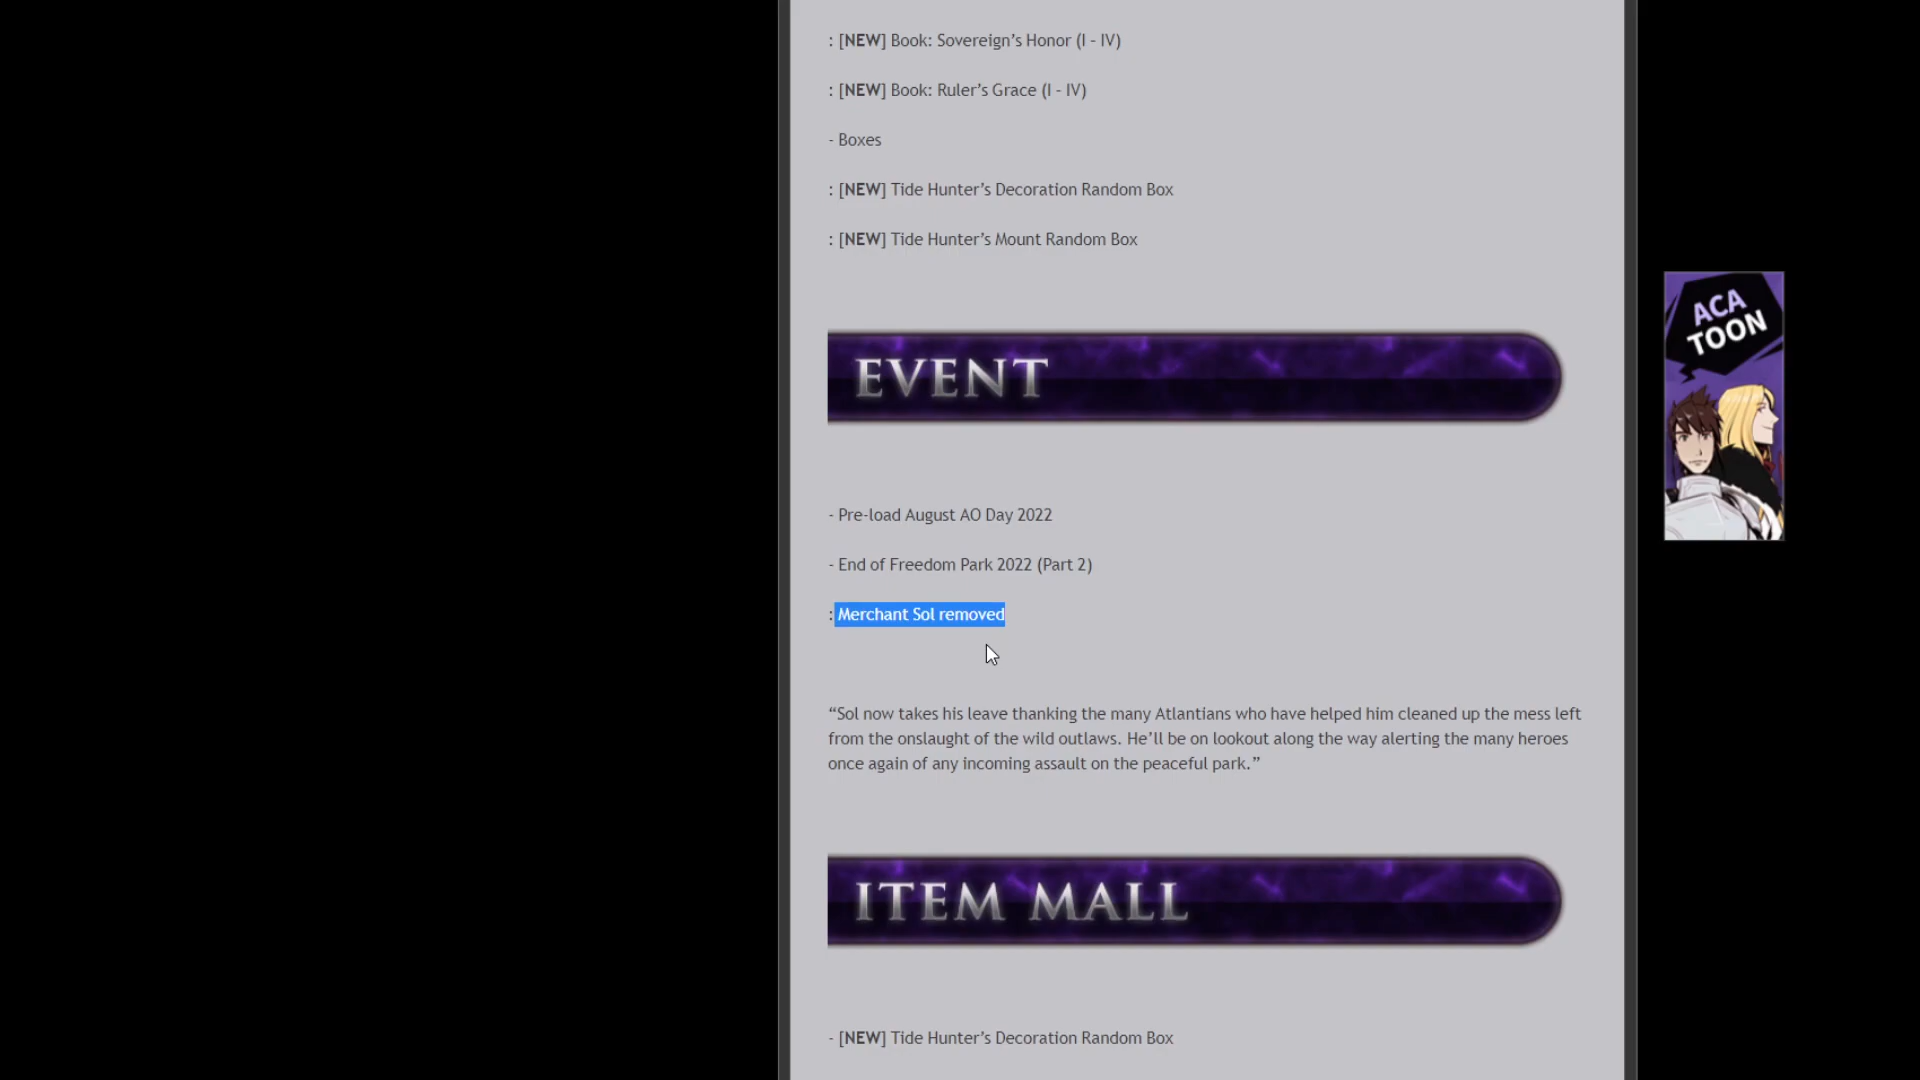 : [NEW] Book: Sovereign’s Honor (I - IV)
: [NEW] Book: Ruler’s Grace (I - IV)
- Boxes
: [NEW] Tide Hunter’s Decoration Random Box
: [NEW] Tide Hunter’s Mount Random Box
EVENT
ACA
TOON
- Pre-load August AO Day 2022
- End of Freedom Park 2022 (Part 2)
: Merchant Sol removed
“Sol now takes his leave thanking the many Atlantians who have helped him cleaned up the mess left
from the onslaught of the wild outlaws. He’ll be on lookout along the way alerting the many heroes
once again of any incoming assault on the peaceful park.”
ITEM MALL
- [NEW] Tide Hunter’s Decoration Random Box